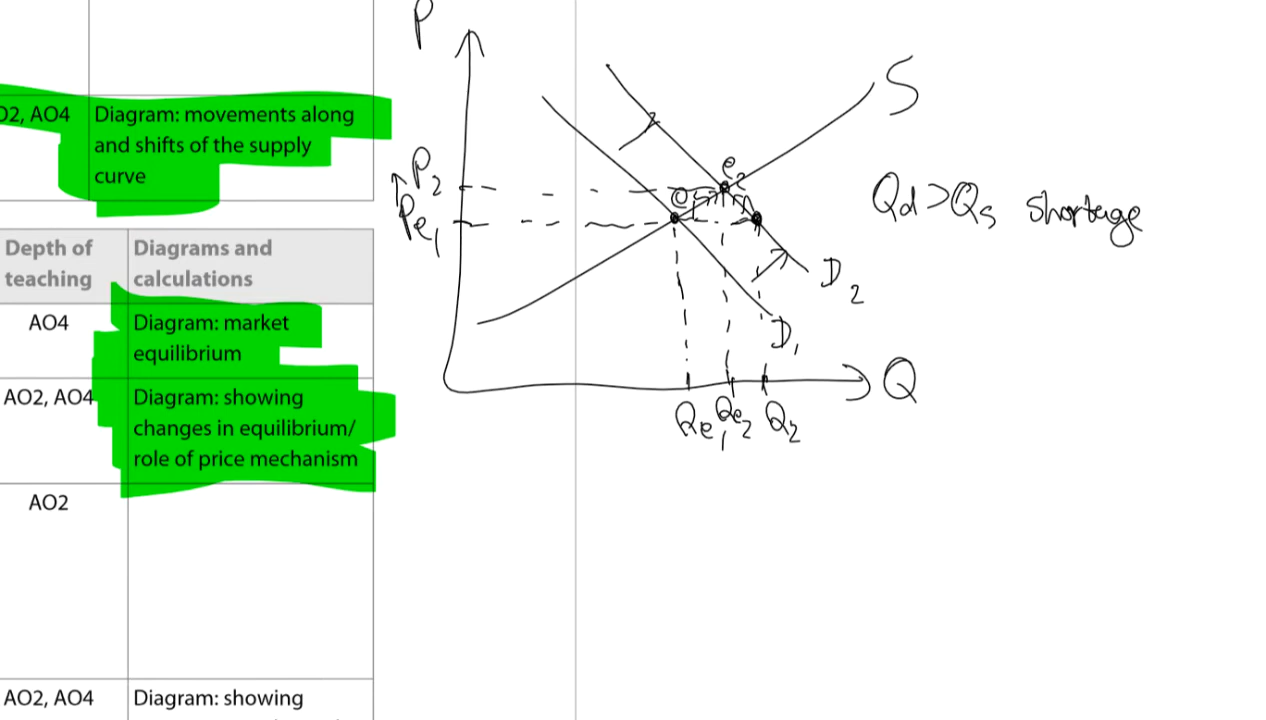 O2, AO4
Diagram: movements along
and shifts of the supply
curve
Depth of
teaching
Diagrams and
calculations
AO4
Diagram: market
equilibrium
AO2, AO4
Diagram: showing
changes in equilibrium/
role of price mechanism
AO2
AO2, AO4
Diagram: showing
P
S
P2
Pe1
e2
Qd>Qs shortage
D2
D1
Q
Qe1
Qe2
Q2